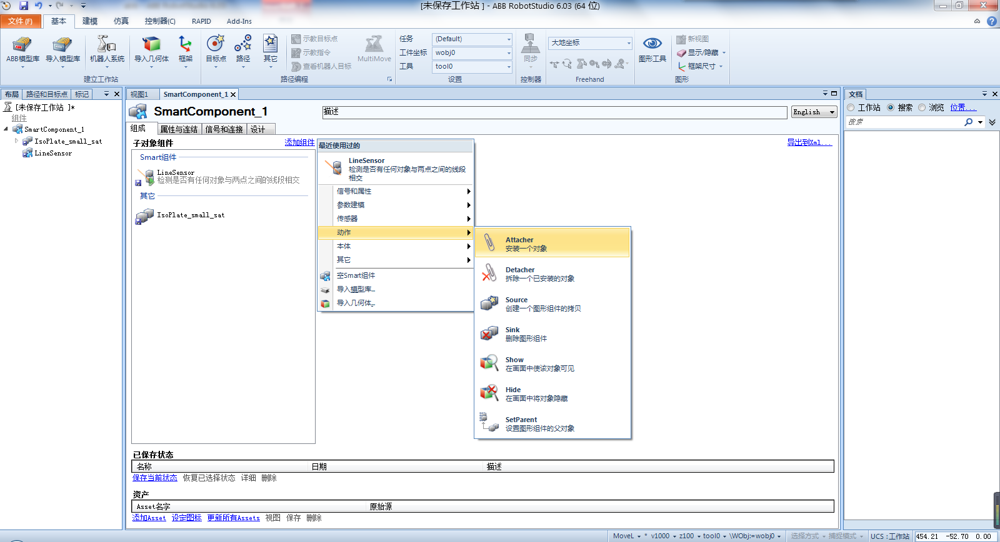 [未保存工作站 ] - ABB RobotStudio 6.03 (64 位)
文件(F) 基本 建模 仿真 控制器(C) RAPID Add-Ins
ABB模型库 导入模型库 机器人系统 导入几何体 框架 目标点 路径 其它
示教目标点
示教指令
查看机器人目标
MultiMove
任务 (Default)
工件坐标 wobj0
工具 tool0
同步
大地坐标
图形工具
新视图
显示/隐藏
框架尺寸
建立工作站 路径编程 设置 控制器 Freehand 图形
布局 路径和目标点 标记
[未保存工作站 ]*
组件
SmartComponent_1
IsoPlate_small_sat
LineSensor
视图1 SmartComponent_1
SmartComponent_1
描述
English
组成 属性与连结 信号和连接 设计
子对象组件 添加组件
导出到Xml...
Smart组件
LineSensor
检测是否有任何对象与两点之间的线段相交
其它
IsoPlate_small_sat
最近使用过的
LineSensor
检测是否有任何对象与两点之间的线段
相交
信号和属性
参数建模
传感器
动作
本体
其它
空Smart组件
导入模型库...
导入几何体...
Attacher
安装一个对象
Detacher
拆除一个已安装的对象
Source
创建一个图形组件的拷贝
Sink
删除图形组件
Show
在画面中使该对象可见
Hide
在画面中将对象隐藏
SetParent
设置图形组件的父对象
已保存状态
名称 日期 描述
保存当前状态 恢复已选择状态 详细 删除
资产
Asset名字 原始源
添加Asset 设定图标 更新所有Assets 视图 保存 删除
文档
工作站 搜索 浏览 位置...
搜索
MoveL * v1000 z100 tool0 \WObj:=wobj0 选择方式 捕捉模式 UCS : 工作站 454.21 -52.70 0.00